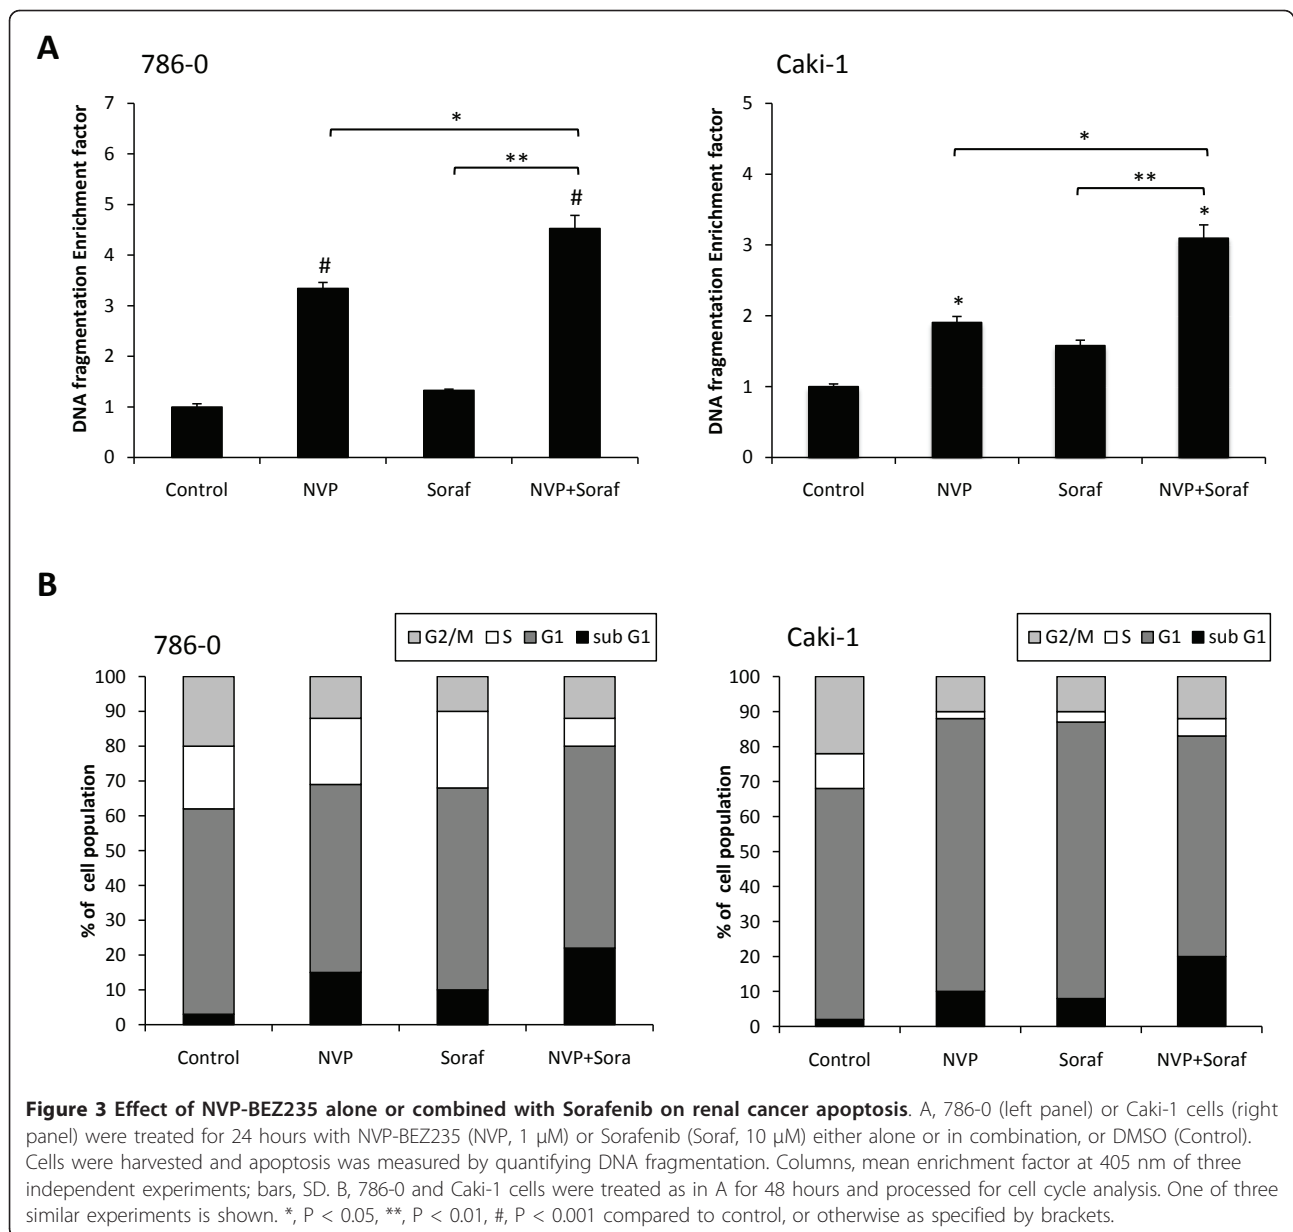 A
786-0
DNA fragmentation Enrichment factor
7
6
5
4
3
2
1
0
*
**
#
#
Control NVP Soraf NVP+Soraf
Caki-1
DNA fragmentation Enrichment factor
5
4
3
2
1
0
*
**
*
*
Control NVP Soraf NVP+Soraf
B
786-0
G2/M S G1 sub G1
% of cell population
100
90
80
70
60
50
40
30
20
10
0
Control NVP Soraf NVP+Sora
Caki-1
G2/M S G1 sub G1
% of cell population
100
90
80
70
60
50
40
30
20
10
0
Control NVP Soraf NVP+Soraf
Figure 3 Effect of NVP-BEZ235 alone or combined with Sorafenib on renal cancer apoptosis. A, 786-0 (left panel) or Caki-1 cells (right
panel) were treated for 24 hours with NVP-BEZ235 (NVP, 1 μM) or Sorafenib (Soraf, 10 μM) either alone or in combination, or DMSO (Control).
Cells were harvested and apoptosis was measured by quantifying DNA fragmentation. Columns, mean enrichment factor at 405 nm of three
independent experiments; bars, SD. B, 786-0 and Caki-1 cells were treated as in A for 48 hours and processed for cell cycle analysis. One of three
similar experiments is shown. *, P < 0.05, **, P < 0.01, #, P < 0.001 compared to control, or otherwise as specified by brackets.